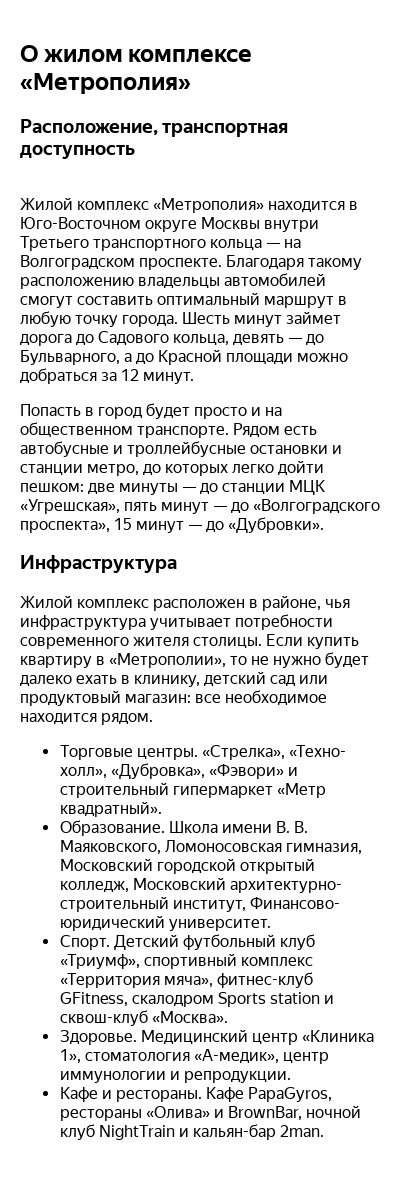 О жилом комплексе
«Метрополия»
Расположение, транспортная
доступность
Жилой комплекс «Метрополия» находится в
Юго-Восточном округе Москвы внутри
Третьего транспортного кольца — на
Волгоградском проспекте. Благодаря такому
расположению владельцы автомобилей
смогут составить оптимальный маршрут в
любую точку города. Шесть минут займет
дорога до Садового кольца, девять — до
Бульварного, а до Красной площади можно
добраться за 12 минут.
Попасть в город будет просто и на
общественном транспорте. Рядом есть
автобусные и троллейбусные остановки и
станции метро, до которых легко дойти
пешком: две минуты — до станции МЦК
«Угрешская», пять минут — до «Волгоградского
проспекта», 15 минут — до «Дубровки».
Инфраструктура
Жилой комплекс расположен в районе, чья
инфраструктура учитывает потребности
современного жителя столицы. Если купить
квартиру в «Метрополии», то не нужно будет
далеко ехать в клинику, детский сад или
продуктовый магазин: все необходимое
находится рядом.
• Торговые центры. «Стрелка», «Техно-
холл», «Дубровка», «Фэвори» и
строительный гипермаркет «Метр
квадратный».
• Образование. Школа имени В. В.
Маяковского, Ломоносовская гимназия,
Московский городской открытый
колледж, Московский архитектурно-
строительный институт, Финансово-
юридический университет.
• Спорт. Детский футбольный клуб
«Триумф», спортивный комплекс
«Территория мяча», фитнес-клуб
GFitness, скалодром Sports station и
сквош-клуб «Москва».
• Здоровье. Медицинский центр «Клиника
1», стоматология «А-медик», центр
иммунологии и репродукции.
• Кафе и рестораны. Кафе PapaGyros,
рестораны «Олива» и BrownBar, ночной
клуб NightTrain и кальян-бар 2man.